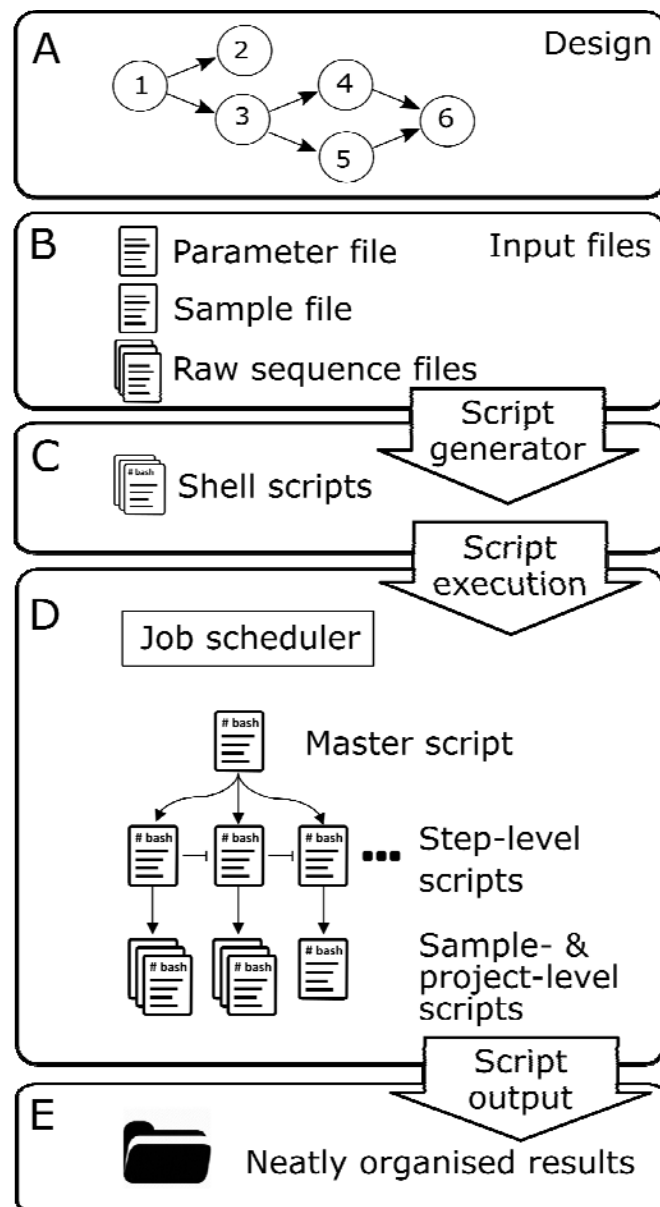 A
Design
1
2
3
4
5
6
B
Input files
Parameter file
Sample file
Raw sequence files
Script
generator
C
# bash
Shell scripts
Script
execution
D
Job scheduler
# bash
Master script
# bash
# bash
# bash
Step-level
scripts
# bash
# bash
# bash
Sample- &
project-level
scripts
Script
output
E
Neatly organised results